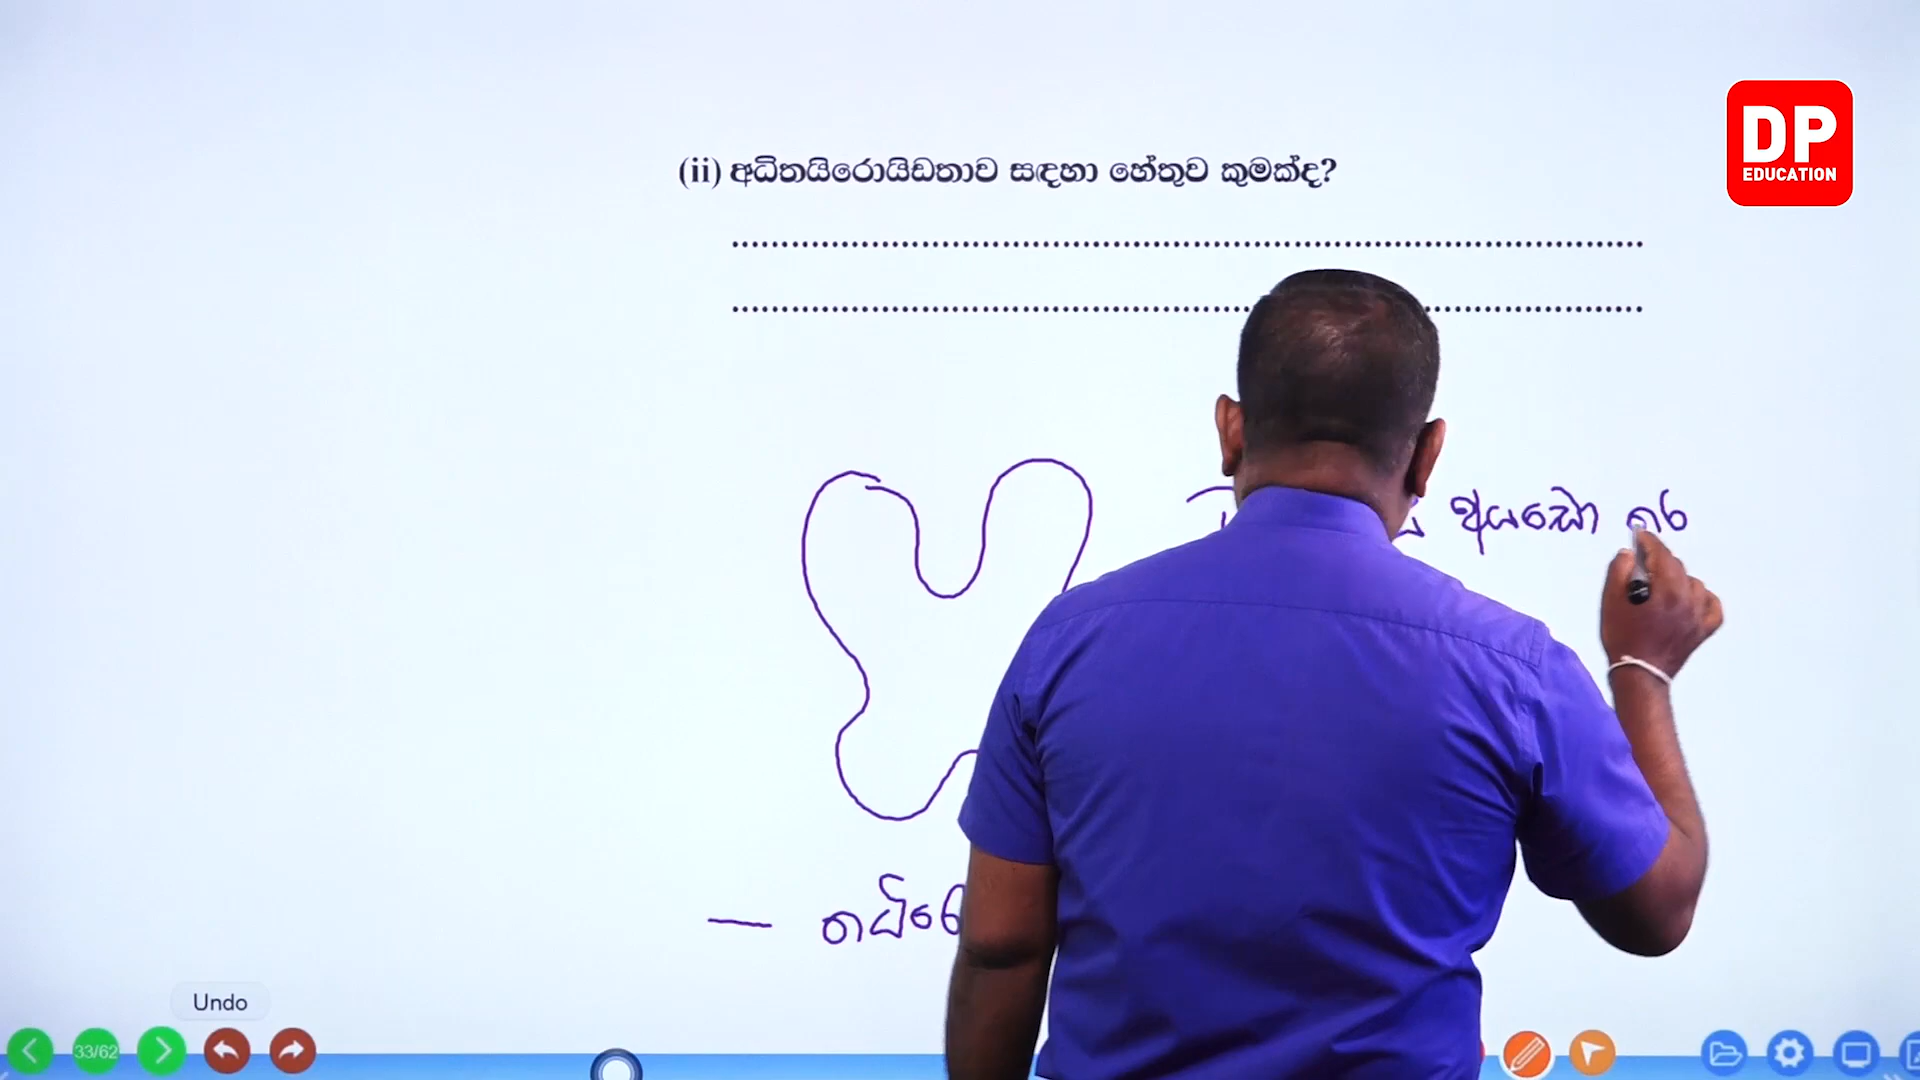 DP
EDUCATION
(ii) අධිතයිරොයිඩතාව සඳහා හේතුව කුමක්ද?
අයඩො
Undo
33/62